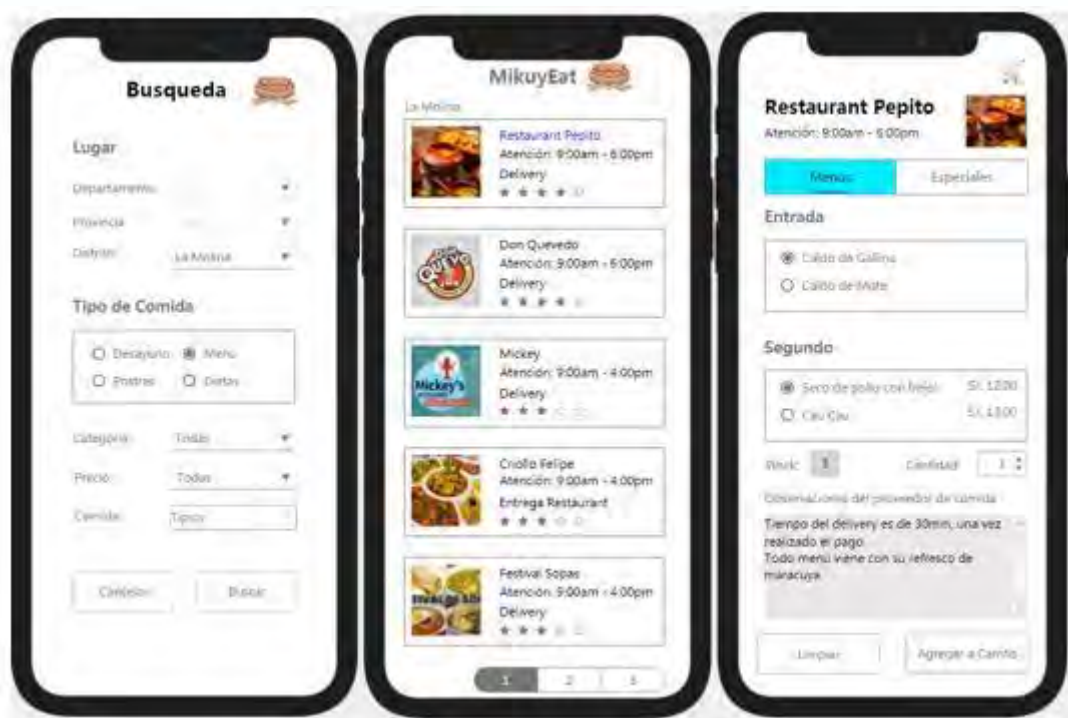 Busqueda
Lugar
Departamento:
Provincia
Distrito: La Molina
Tipo de Comida
Desayuno Menu
Postres Dietas
Categoria: Todas
Precio: Todas
Comida: Tipico
Cancelar Buscar
MikuyEat
La Molina
Restaurant Pepito
Atención: 9:00am - 6:00pm
Delivery
Don Quevedo
Atención: 9:00am - 6:00pm
Delivery
Mickey
Atención: 9:00am - 4:00pm
Delivery
Mickey's
Criollo Felipe
Atención: 9:00am - 4:00pm
Entrega Restaurant
Festival Sopas
Atención: 9:00am - 4:00pm
Delivery
1 2 3
Restaurant Pepito
Atención: 9:00am - 6:00pm
Menus Especiales
Entrada
Caldo de Gallina
Caldo de Mote
Segundo
Seco de pollo con frejol S/. 12.00
Cau Cau S/. 13.00
Stock: Cantidad:
Observaciones del proveedor de comida
Tiempo del delivery es de 30min, una vez
realizado el pago.
Todo menú viene con su refresco de
maracuya.
Limpiar Agregar a Carrito